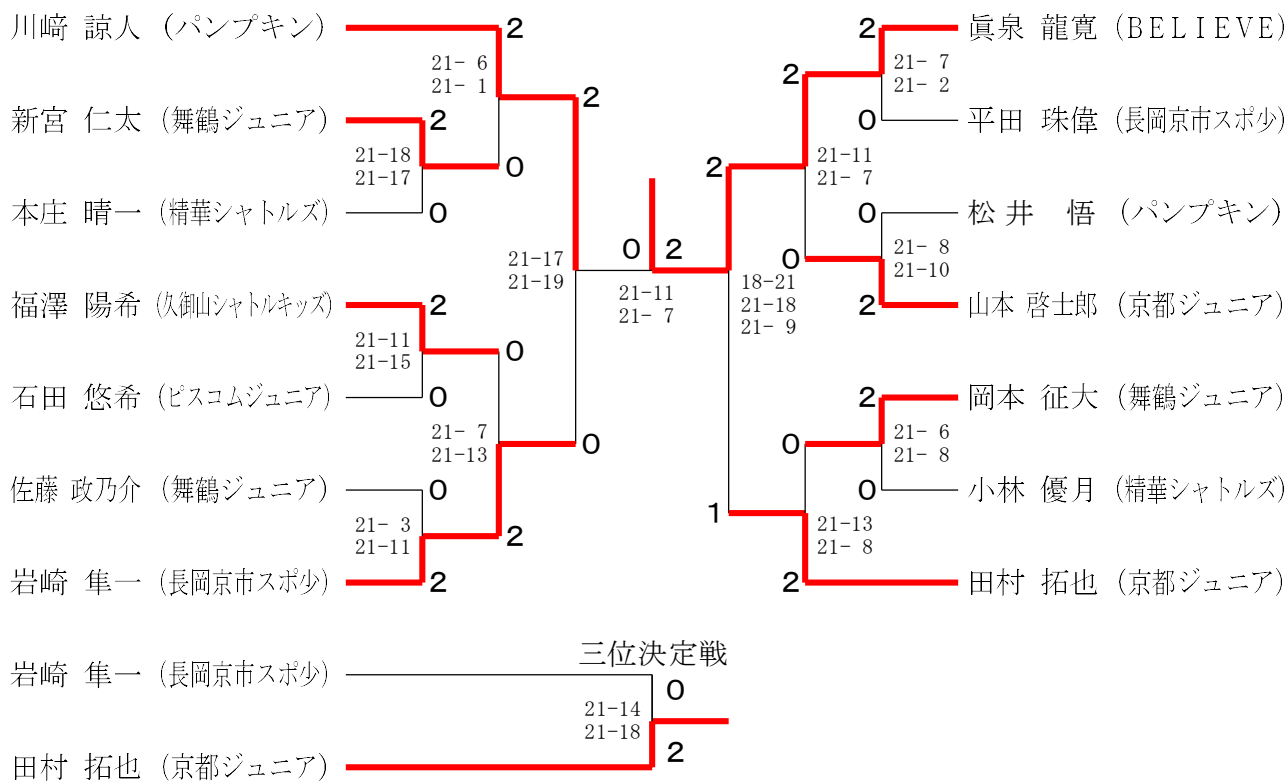 川﨑 諒人 (パンプキン)
2
21- 6
21- 1
2
新宮 仁太 (舞鶴ジュニア)
2
21-18
21-17
0
本庄 晴一 (精華シャトルズ)
0
21-17
21-19
福澤 陽希 (久御山シャトルキッズ)
2
21-11
21-15
0
石田 悠希 (ピスコムジュニア)
0
21- 7
21-13
0
佐藤 政乃介 (舞鶴ジュニア)
0
21- 3
21-11
2
岩崎 隼一 (長岡京市スポ少)
2
0 2
21-11
21- 7
2 眞泉 龍寛 (BELIEVE)
21- 7
21- 2
2
0 平田 珠偉 (長岡京市スポ少)
2
21-11
21- 7
0 松井 悟 (パンプキン)
21- 8
21-10
0
2 山本 啓士郎 (京都ジュニア)
18-21
21-18
21- 9
2 岡本 征大 (舞鶴ジュニア)
21- 6
21- 8
0
0 小林 優月 (精華シャトルズ)
1
21-13
21- 8
2 田村 拓也 (京都ジュニア)
三位決定戦
岩崎 隼一 (長岡京市スポ少)
0
21-14
21-18
2
田村 拓也 (京都ジュニア)